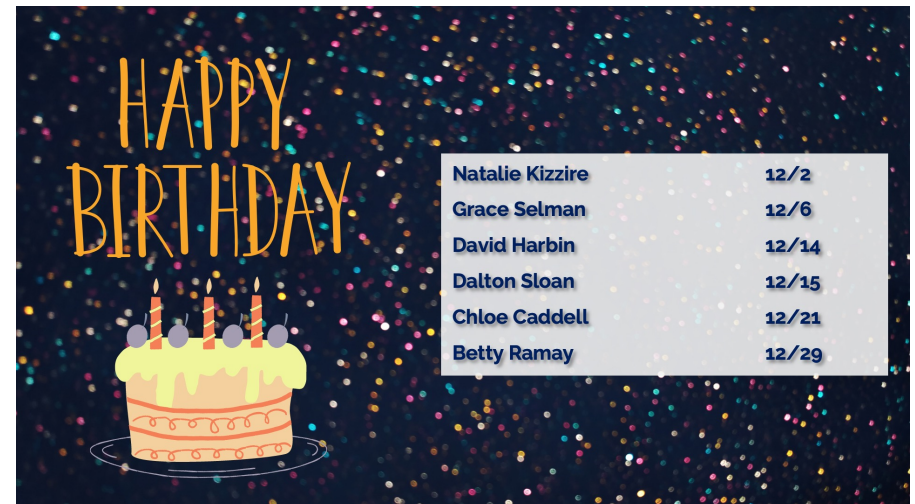 HAPPY
BIRTHDAY
Natalie Kizzire 12/2
Grace Selman 12/6
David Harbin 12/14
Dalton Sloan 12/15
Chloe Caddell 12/21
Betty Ramay 12/29